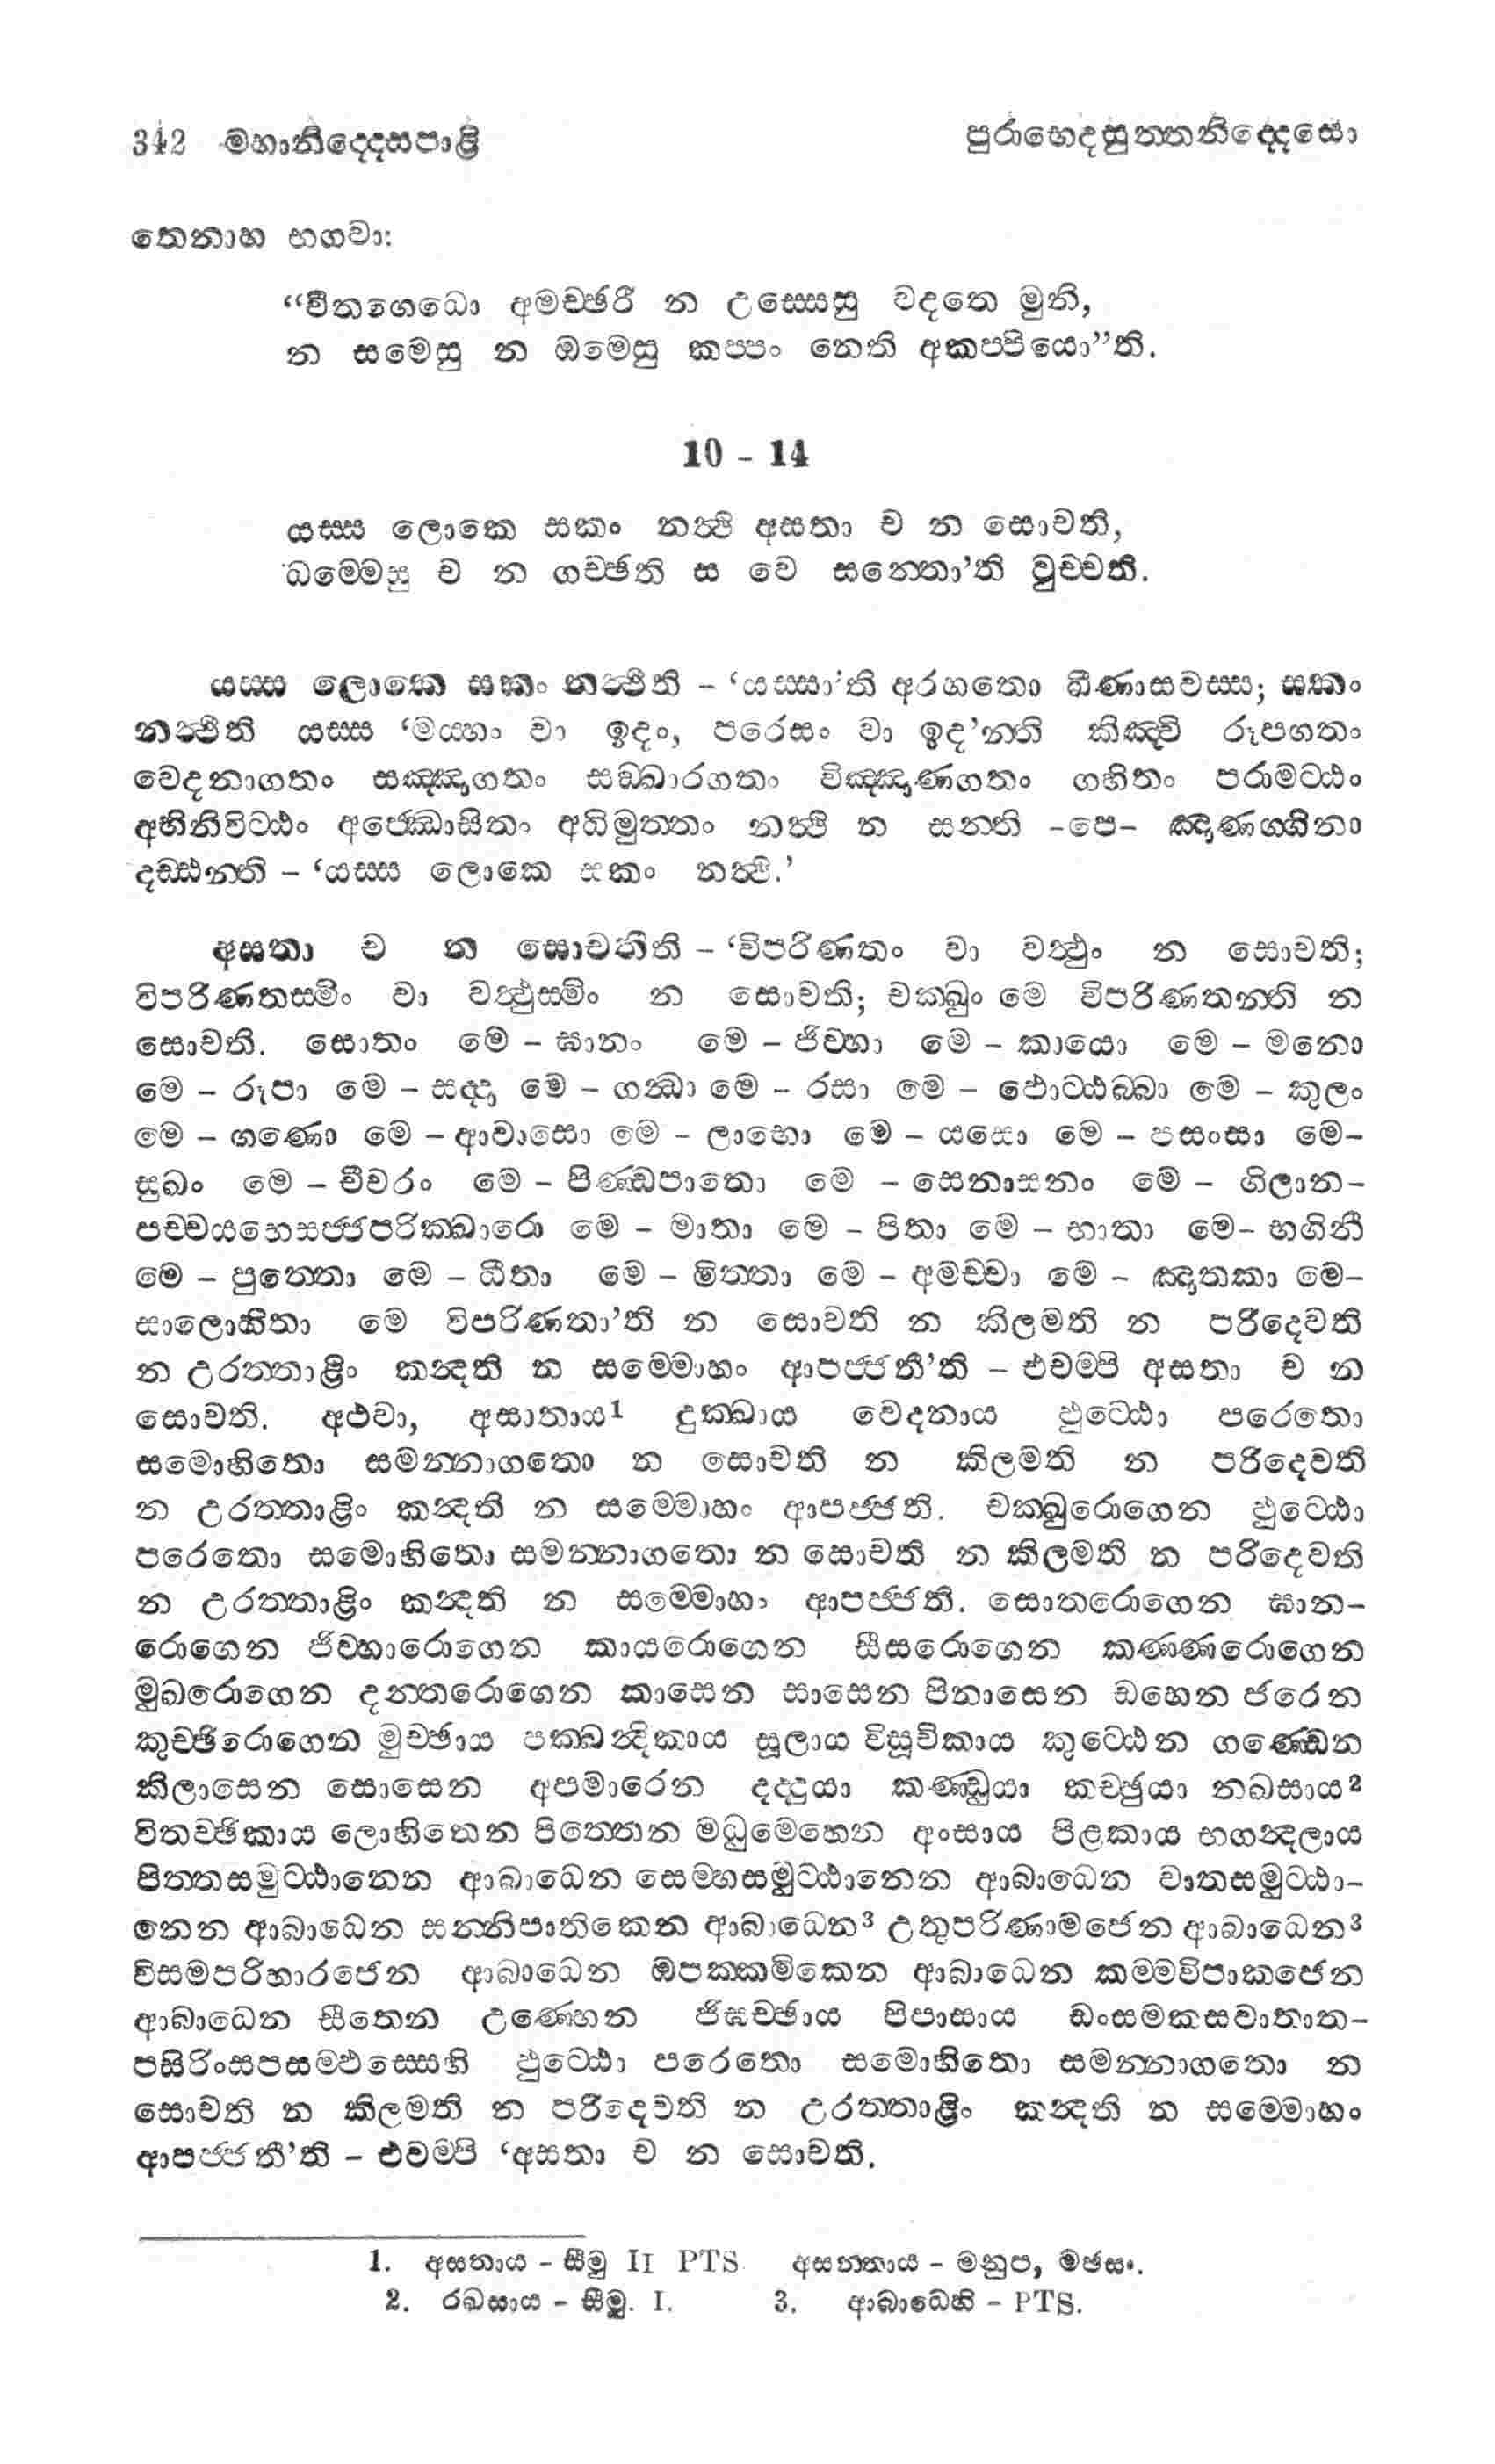 342 මහානිද්දෙසපාළි පුරාභෙදසුත්තනිද්දෙසො
තෙනාහ භගවා:
“වීතගෙධො අමච්ඡරී න උස්සෙසු වදතෙ මුනි,
න සමෙසු න ඔමෙසු කප්පං නෙති අකප්පියො”ති.
10 - 14
යස්ස ලොකෙ සකං නත්ථි අසතා ච න සොචති,
ධම්මෙසු ච න ගච්ඡති ස වෙ සන්තො’ති වුච්චති.
යස්ස ලොකෙ සකං නත්ථීති – ‘යස්සා’ති අරහතො ඛීණාසවස්ස; සකං
නත්ථීති යස්ස ‘මය්හං වා ඉදං, පරෙසං වා ඉද’න්ති කිඤ්චි රූපගතං
වෙදනාගතං සඤ්ඤාගතං සඞ්ඛාරගතං විඤ්ඤාණගතං ගහිතං පරාමට්ඨං
අභිනිවිට්ඨං අජ්ඣොසිතං අධිමුත්තං නත්ථි න සන්ති -පෙ- ඤාණග්ගිනා
දඩ්ඪන්ති – ‘යස්ස ලොකෙ සකං නත්ථි.’
අසතා ච න සොචතීති – ‘විපරිණතං වා වත්ථුං න සොචති;
විපරිණතස්මිං වා වත්ථුස්මිං න සොචති; චක්ඛුං මෙ විපරිණතන්ති න
සොචති. සොතං මෙ – ඝානං මෙ – ජිව්හා මෙ – කායො මෙ – මනො
මෙ – රූපා මෙ – සද්දා මෙ – ගන්ධා මෙ – රසා මෙ – ඵොට්ඨබ්බා මෙ – කුලං
මෙ – ගණො මෙ – ආවාසො මෙ – ලාභො මෙ – යසො මෙ – පසංසා මෙ–
සුඛං මෙ – චීවරං මෙ – පිණ්ඩපාතො මෙ – සෙනාසනං මෙ – ගිලාන-
පච්චයභෙසජ්ජපරික්ඛාරො මෙ – මාතා මෙ – පිතා මෙ – භාතා මෙ– භගිනී
මෙ – පුත්තො මෙ – ධීතා මෙ – මිත්තා මෙ – අමච්චා මෙ – ඤාතකා මෙ–
සාලොහිතා මෙ විපරිණතා’ති න සොචති න කිලමති න පරිදෙවති
න උරත්තාළිං කන්දති න සම්මොහං ආපජ්ජතී’ති – එවම්පි අසතා ච න
සොචති. අථවා, අසාතාය¹ දුක්ඛාය වෙදනාය ඵුට්ඨො පරෙතො
සමොහිතො සමන්නාගතො න සොචති න කිලමති න පරිදෙවති
න උරත්තාළිං කන්දති න සම්මොහං ආපජ්ජති. චක්ඛුරොගෙන ඵුට්ඨො
පරෙතො සමොහිතො සමන්නාගතො න සොචති න කිලමති න පරිදෙවති
න උරත්තාළිං කන්දති න සම්මොහං ආපජ්ජති. සොතරොගෙන ඝාන-
රොගෙන ජිව්හාරොගෙන කායරොගෙන සීසරොගෙන කණ්ණරොගෙන
මුඛරොගෙන දන්තරොගෙන කාසෙන සාසෙන පිනාසෙන ඩහෙන ජරෙන
කුච්ඡිරොගෙන මුච්ඡාය පක්ඛන්දිකාය සූලාය විසූචිකාය කුට්ඨෙන ගණ්ඩෙන
කිලාසෙන සොසෙන අපමාරෙන දද්දුයා කණ්ඩුයා කච්ඡුයා නඛසාය²
විතච්ඡිකාය ලොහිතෙන පිත්තෙන මධුමෙහෙන අංසාය පිළකාය භගන්දලාය
පිත්තසමුට්ඨානෙන ආබාධෙන සෙම්හසමුට්ඨානෙන ආබාධෙන වාතසමුට්ඨා-
නෙන ආබාධෙන සන්නිපාතිකෙන ආබාධෙන³ උතුපරිණාමජෙන ආබාධෙන³
විසමපරිහාරජෙන ආබාධෙන ඔපක්කමිකෙන ආබාධෙන කම්මවිපාකජෙන
ආබාධෙන සීතෙන උණ්හෙන ජිඝච්ඡාය පිපාසාය ඩංසමකසවාතාත-
පසිරිංසපසම්ඵස්සෙහි ඵුට්ඨො පරෙතො සමොහිතො සමන්නාගතො න
සොචති න කිලමති න පරිදෙවති න උරත්තාළිං කන්දති න සම්මොහං
ආපජ්ජතී’ති – එවම්පි ‘අසතා ච න සොචති.
1. අසතාය – සීමු II PTS. අසන්තාය – මනුප, මඡසං.
2. රඛසාය – සීමු. I. 3. ආබාධෙහි – PTS.